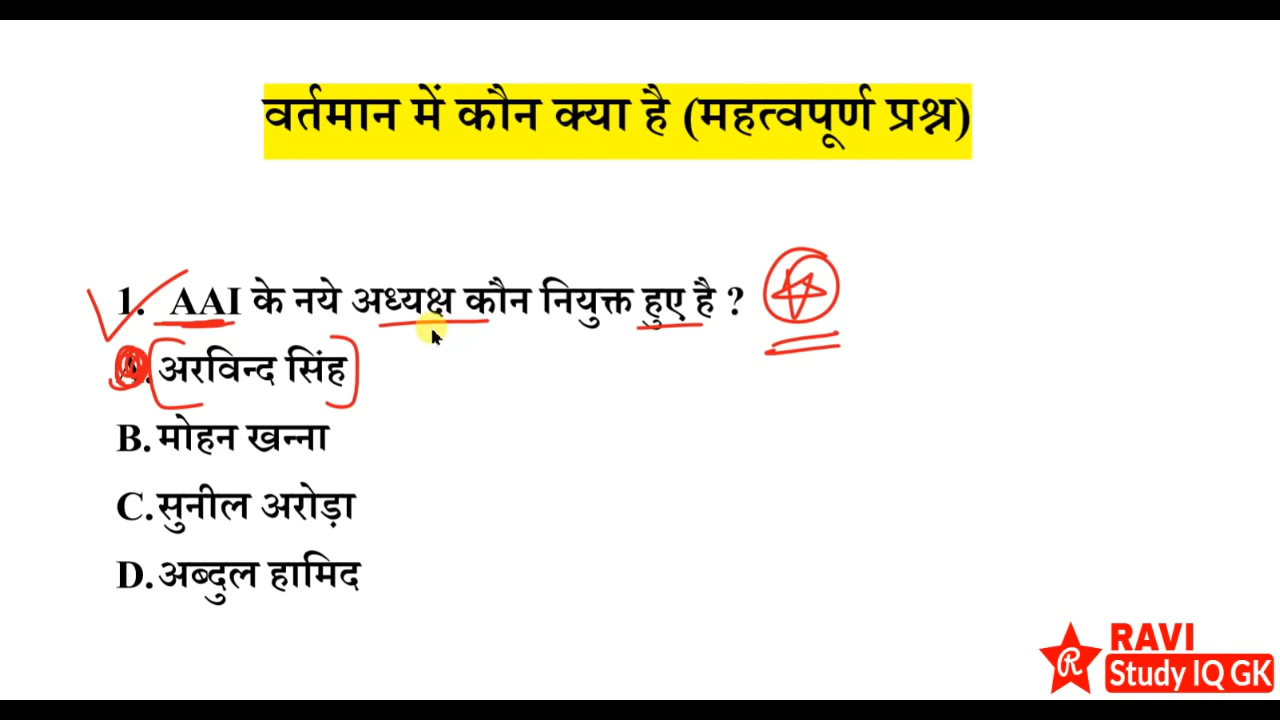 वर्तमान में कौन क्या है (महत्वपूर्ण प्रश्न)
1. AAI के नये अध्यक्ष कौन नियुक्त हुए है ?
A. अरविन्द सिंह
B. मोहन खन्ना
C. सुनील अरोड़ा
D. अब्दुल हामिद
R RAVI
Study IQ GK